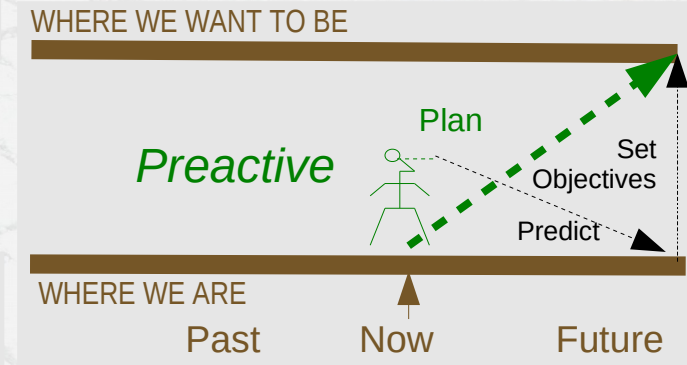 WHERE WE WANT TO BE
Plan
Preactive
Set
Objectives
Predict
WHERE WE ARE
Past
Now
Future